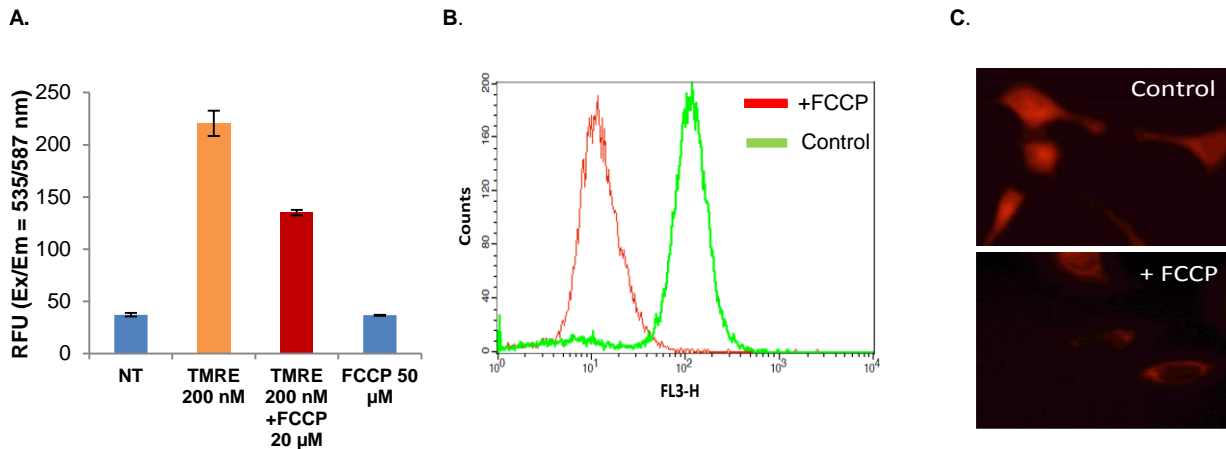 A.
B.
C.
RFU (Ex/Em = 535/587 nm)
250
200
150
100
50
0
NT
TMRE
200 nM
TMRE
200 nM
+FCCP
20 µM
FCCP 50
µM
Counts
200
160
120
80
40
0
+FCCP
Control
10⁰
10¹
10²
10³
10⁴
FL3-H
Control
+ FCCP